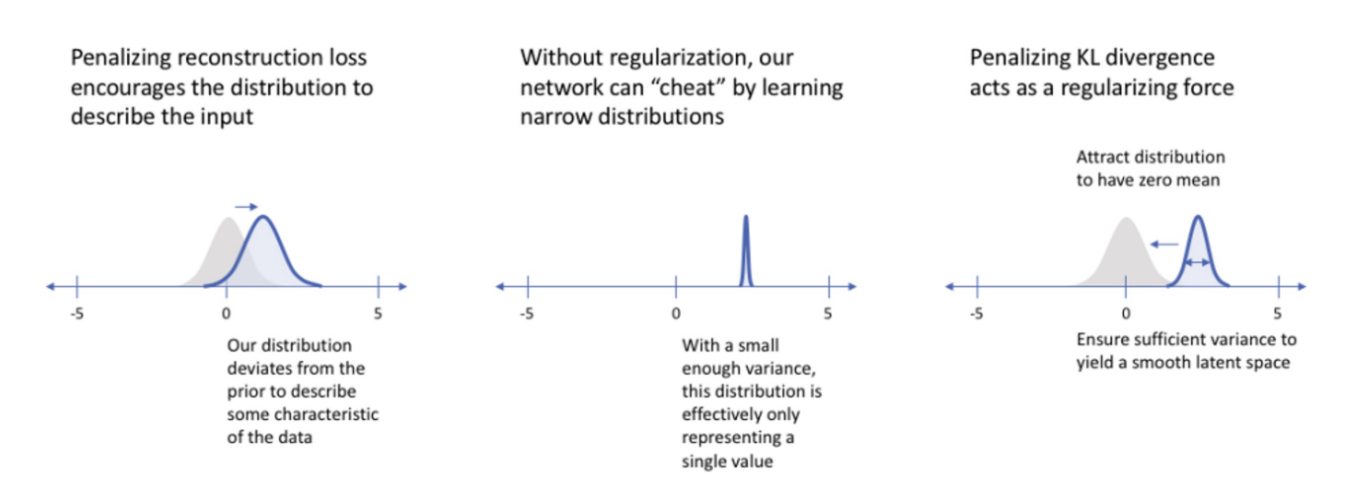 Penalizing reconstruction loss
encourages the distribution to
describe the input
-5
0
5
Our distribution
deviates from the
prior to describe
some characteristic
of the data
Without regularization, our
network can “cheat” by learning
narrow distributions
-5
0
5
With a small
enough variance,
this distribution is
effectively only
representing a
single value
Penalizing KL divergence
acts as a regularizing force
Attract distribution
to have zero mean
-5
0
5
Ensure sufficient variance to
yield a smooth latent space